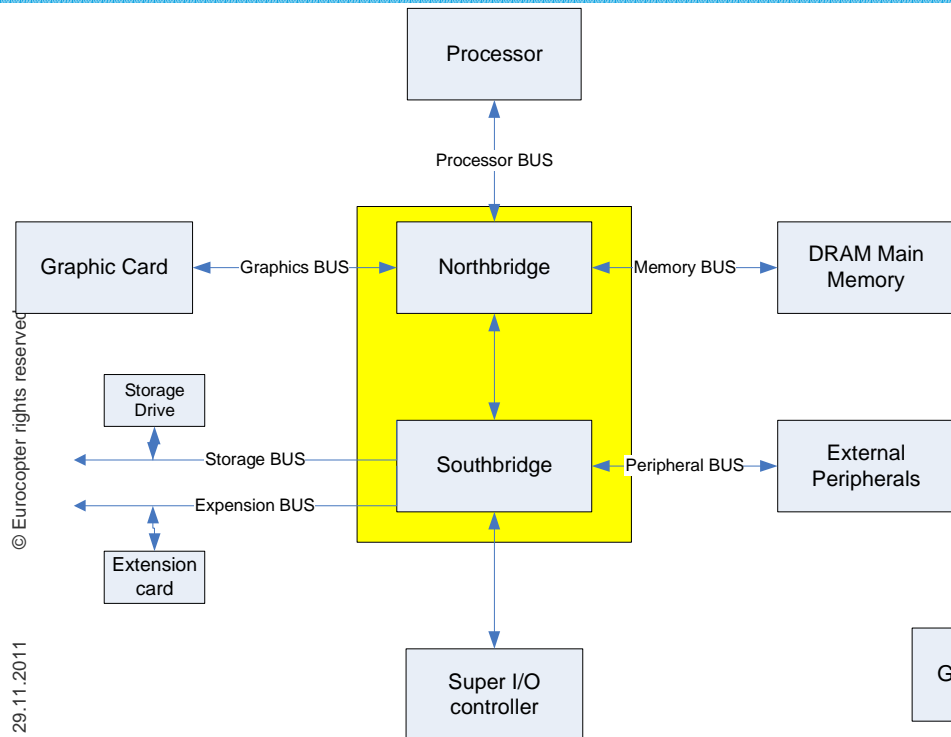 Processor
Processor BUS
Graphic Card
Graphics BUS
Northbridge
Memory BUS
DRAM Main
Memory
Storage
Drive
Storage BUS
Southbridge
Peripheral BUS
External
Peripherals
Expension BUS
Extension
card
Super I/O
controller
G
© Eurocopter rights reserved
29.11.2011